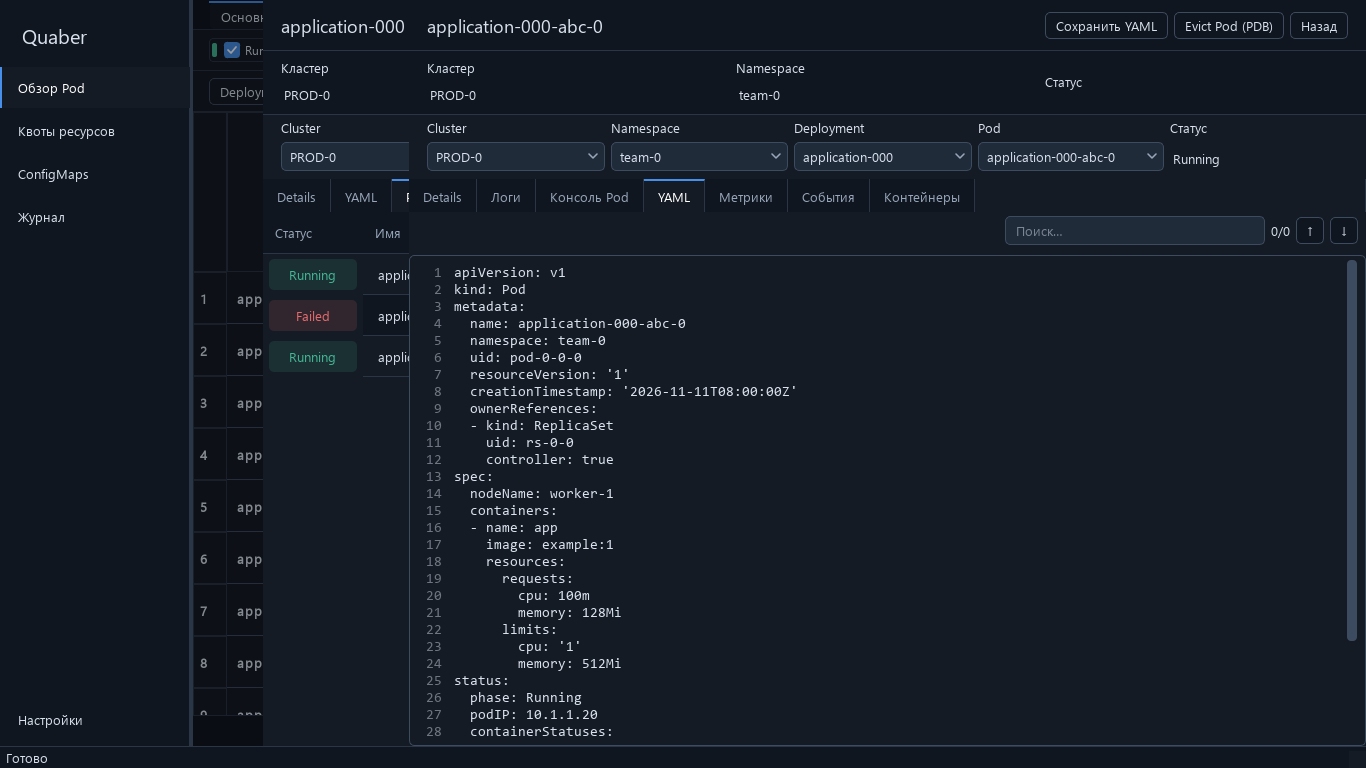 Quaber
Обзор Pod
Квоты ресурсов
ConfigMaps
Журнал
Настройки
Готово
1 app
2 app
3 app
4 app
5 app
6 app
7 app
8 app
application-000
Кластер
PROD-0
Cluster
PROD-0
Details YAML
Статус Имя
Running
Failed
Running
application-000-abc-0 Сохранить YAML Evict Pod (PDB) Назад
Кластер Namespace Статус
PROD-0 team-0
Cluster Namespace Deployment Pod Статус
PROD-0 team-0 application-000 application-000-abc-0 Running
Details Логи Консоль Pod YAML Метрики События Контейнеры
Поиск... 0/0 ↑ ↓
1 apiVersion: v1
2 kind: Pod
3 metadata:
4 name: application-000-abc-0
5 namespace: team-0
6 uid: pod-0-0-0
7 resourceVersion: '1'
8 creationTimestamp: '2026-11-11T08:00:00Z'
9 ownerReferences:
10 - kind: ReplicaSet
11 uid: rs-0-0
12 controller: true
13 spec:
14 nodeName: worker-1
15 containers:
16 - name: app
17 image: example:1
18 resources:
19 requests:
20 cpu: 100m
21 memory: 128Mi
22 limits:
23 cpu: '1'
24 memory: 512Mi
25 status:
26 phase: Running
27 podIP: 10.1.1.20
28 containerStatuses: